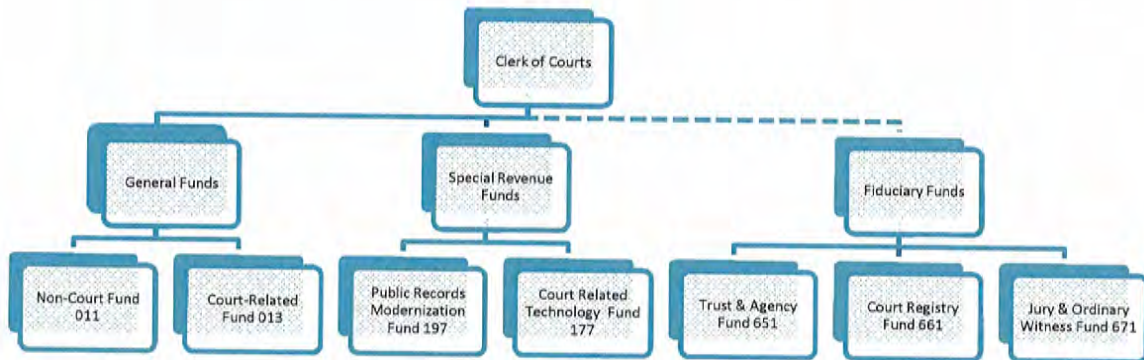 Clerk of Courts
General Funds
Special Revenue
Funds
Fiduciary Funds
Non-Court Fund
011
Court-Related
Fund 013
Public Records
Modernization
Fund 197
Court Related
Technology Fund
177
Trust & Agency
Fund 651
Court Registry
Fund 661
Jury & Ordinary
Witness Fund 671